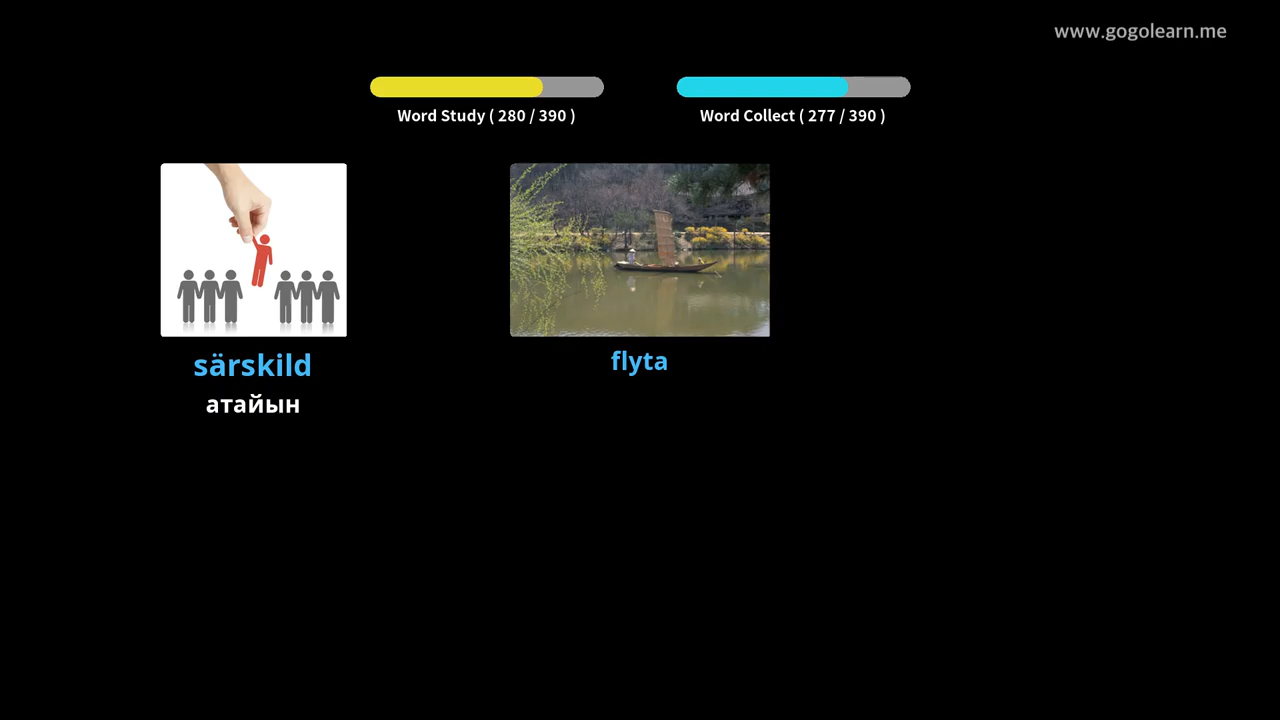 www.gogolearn.me
Word Study ( 280 / 390 )
Word Collect ( 277 / 390 )
särskild
атайын
flyta